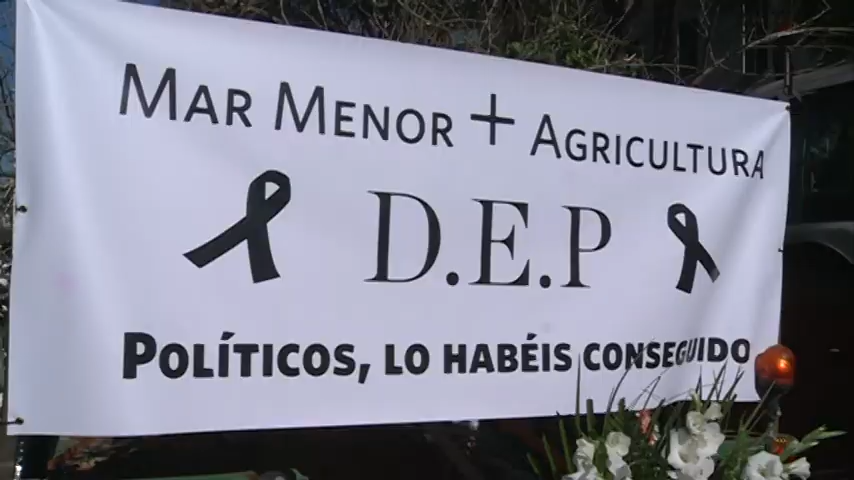 MAR MENOR + AGRICULTURA
D.E.P
POLÍTICOS, LO HABÉIS CONSEGUIDO